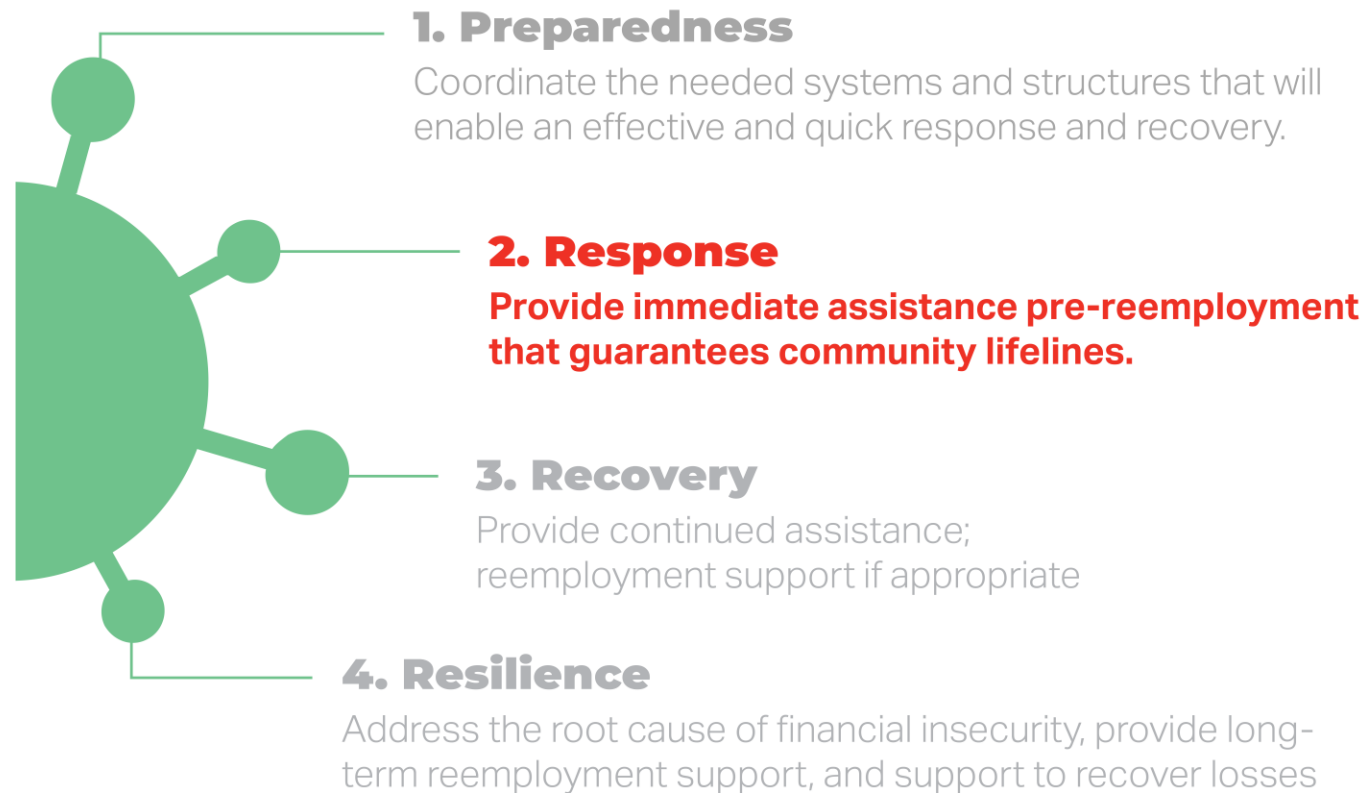 1. Preparedness
Coordinate the needed systems and structures that will
enable an effective and quick response and recovery.
2. Response
Provide immediate assistance pre-reemployment
that guarantees community lifelines.
3. Recovery
Provide continued assistance;
reemployment support if appropriate
4. Resilience
Address the root cause of financial insecurity, provide long-
term reemployment support, and support to recover losses